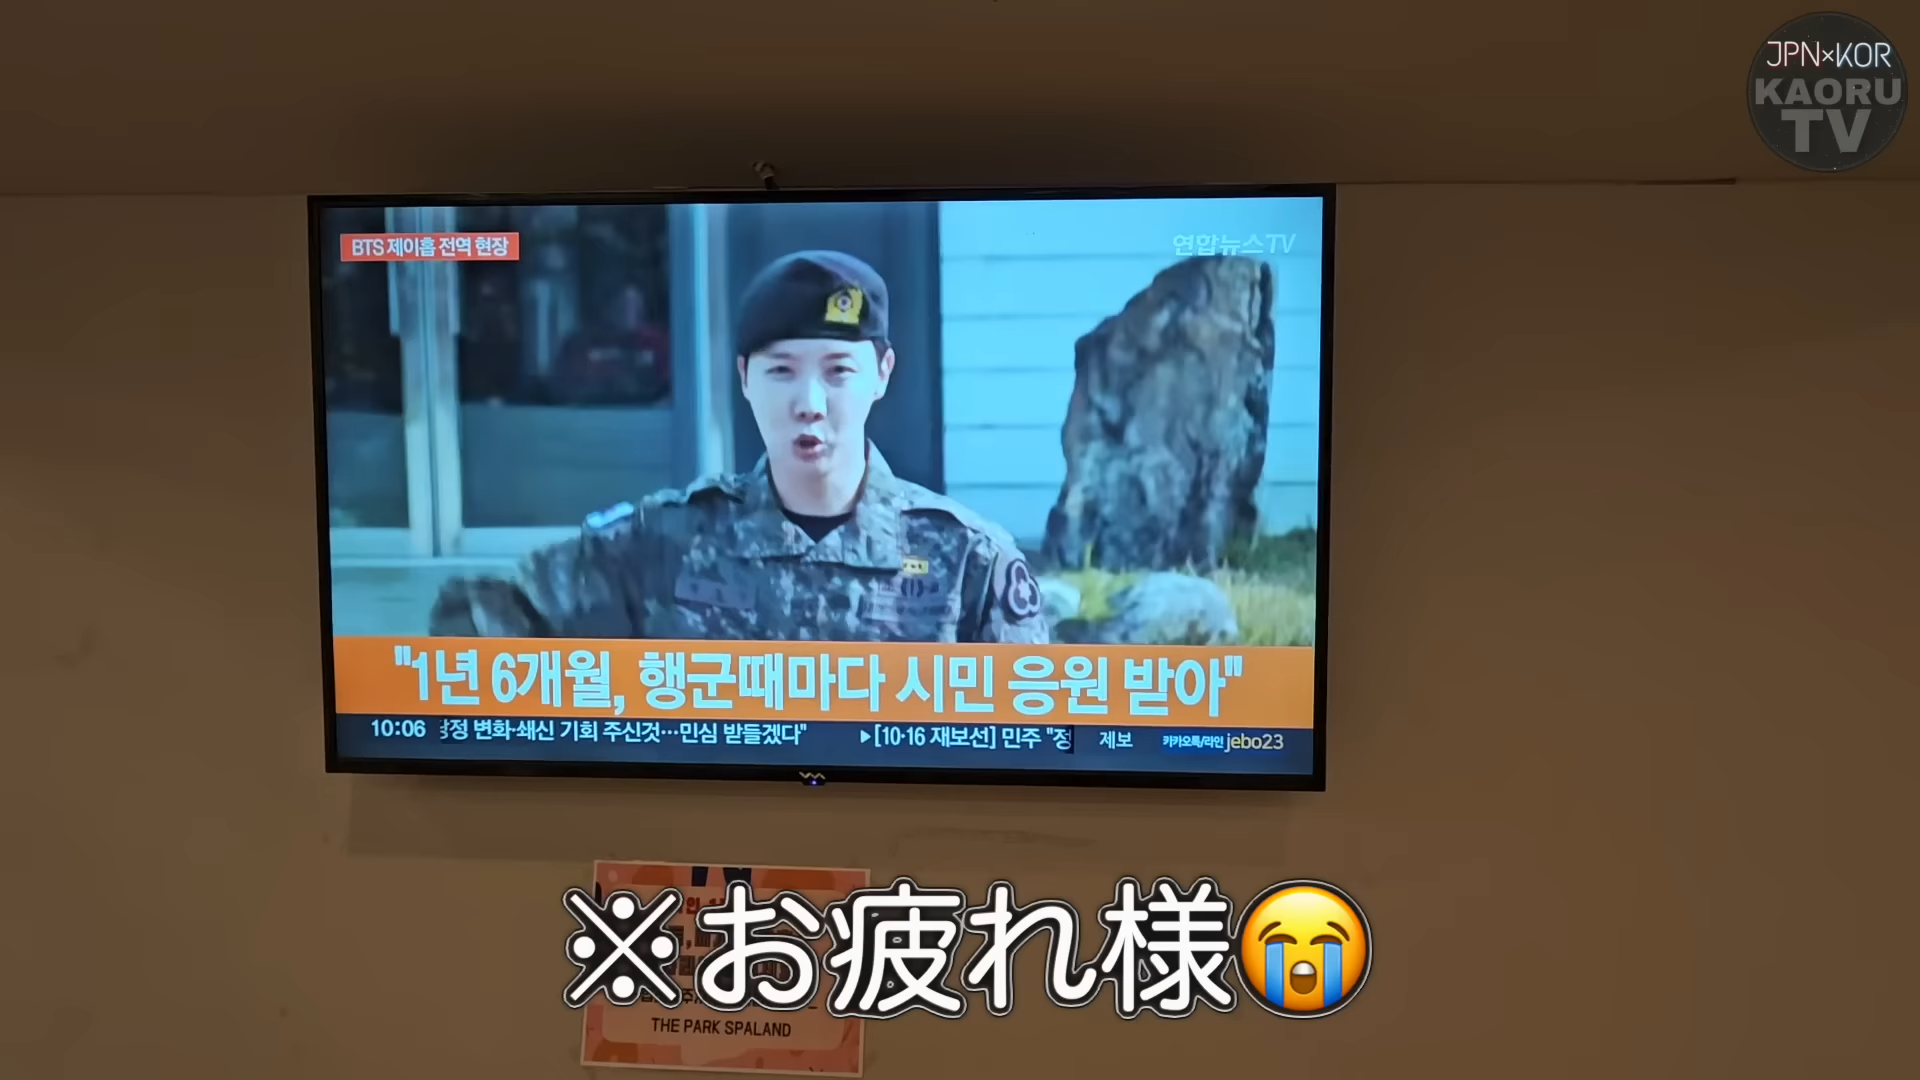 JPN×KOR
KAORU
TV
BTS 제이홉 전역 현장
연합뉴스TV
"1년 6개월, 행군때마다 시민 응원 받아"
10:06 변화·쇄신 기회 주신것…민심 받들겠다" ▶[10·16 재보선] 민주 "정 제보 카카오톡/라인 jebo23
※お疲れ様😭
THE PARK SPALAND